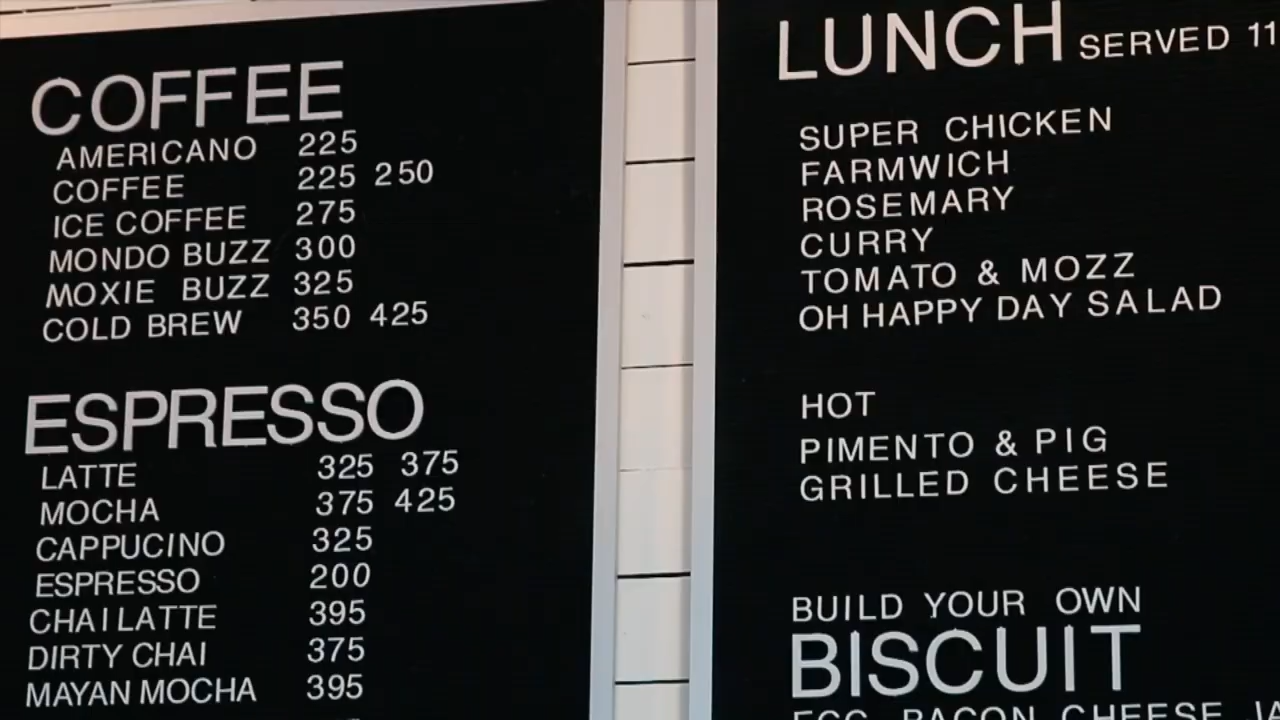 COFFEE
AMERICANO 225
COFFEE 225 250
ICE COFFEE 275
MONDO BUZZ 300
MOXIE BUZZ 325
COLD BREW 350 425
ESPRESSO
LATTE 325 375
MOCHA 375 425
CAPPUCINO 325
ESPRESSO 200
CHAI LATTE 395
DIRTY CHAI 375
MAYAN MOCHA 395
LUNCH SERVED 11
SUPER CHICKEN
FARMWICH
ROSEMARY
CURRY
TOMATO & MOZZ
OH HAPPY DAY SALAD
HOT
PIMENTO & PIG
GRILLED CHEESE
BUILD YOUR OWN
BISCUIT
EGG BACON CHEESE